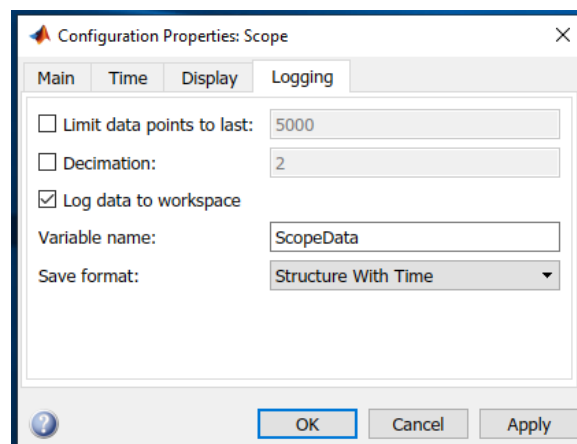 Configuration Properties: Scope
Main Time Display Logging
Limit data points to last: 5000
Decimation: 2
Log data to workspace
Variable name: ScopeData
Save format: Structure With Time
? OK Cancel Apply